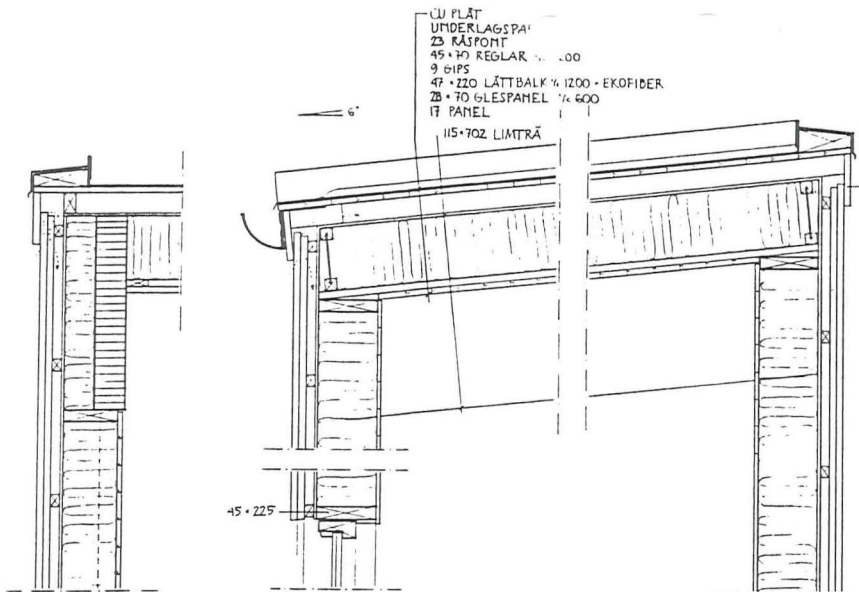 CU PLÅT
23 RÅSPONT
45*70 REGLAR
9 GIPS
47*220 LÄTTBALK % 1200 - EKOFIBER
28*70 GLESPANEL % 600
17 PANEL
115*702 LIMTRÄ
6°
45*225